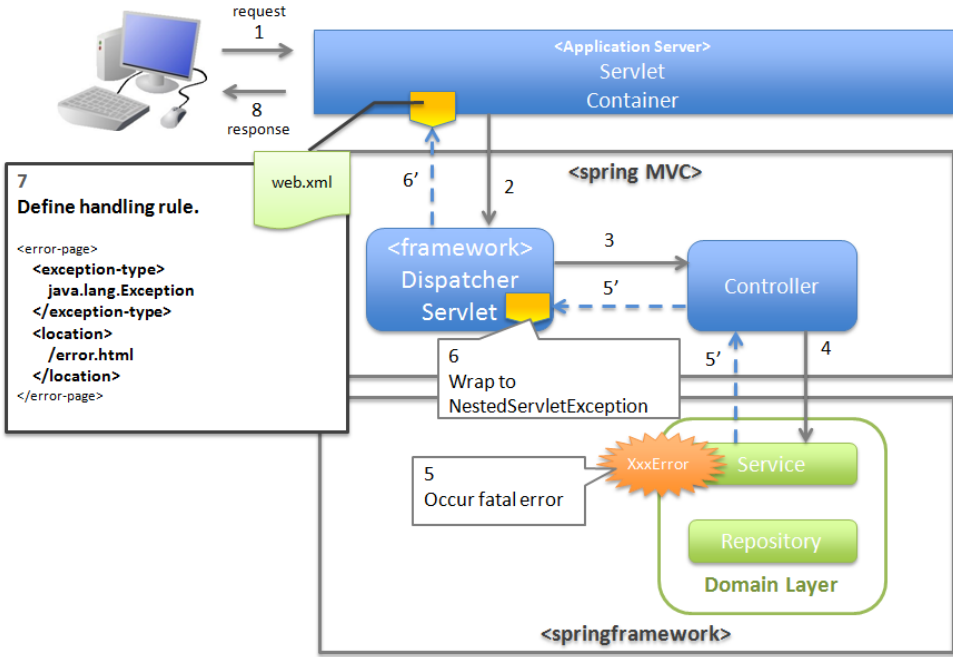 request
1
8
response
<Application Server>
Servlet
Container
7
Define handling rule.
<error-page>
<exception-type>
java.lang.Exception
</exception-type>
<location>
/error.html
</location>
</error-page>
web.xml
6’
2
<spring MVC>
<framework>
Dispatcher
Servlet
3
5’
Controller
6
Wrap to
NestedServletException
5’
4
5
Occur fatal error
XxxError
Service
Repository
Domain Layer
<springframework>